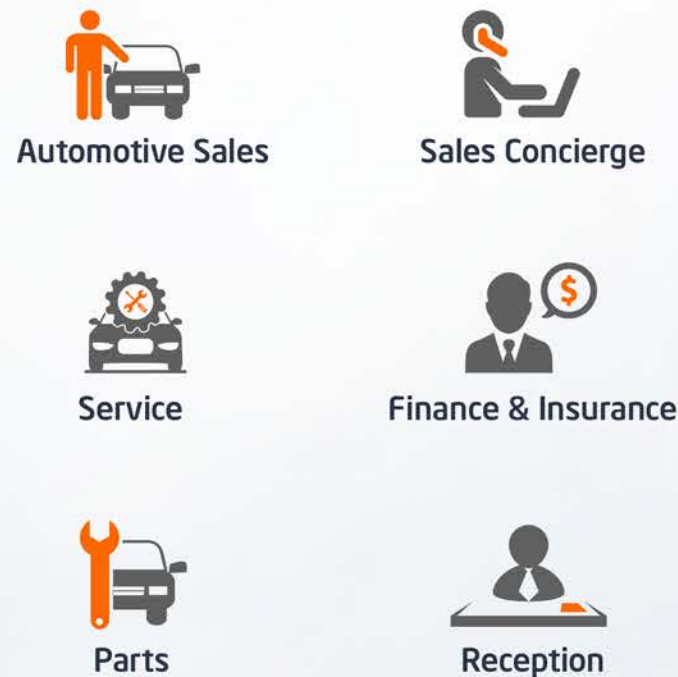 Automotive Sales
Sales Concierge
$
Service
Finance & Insurance
Parts
Reception